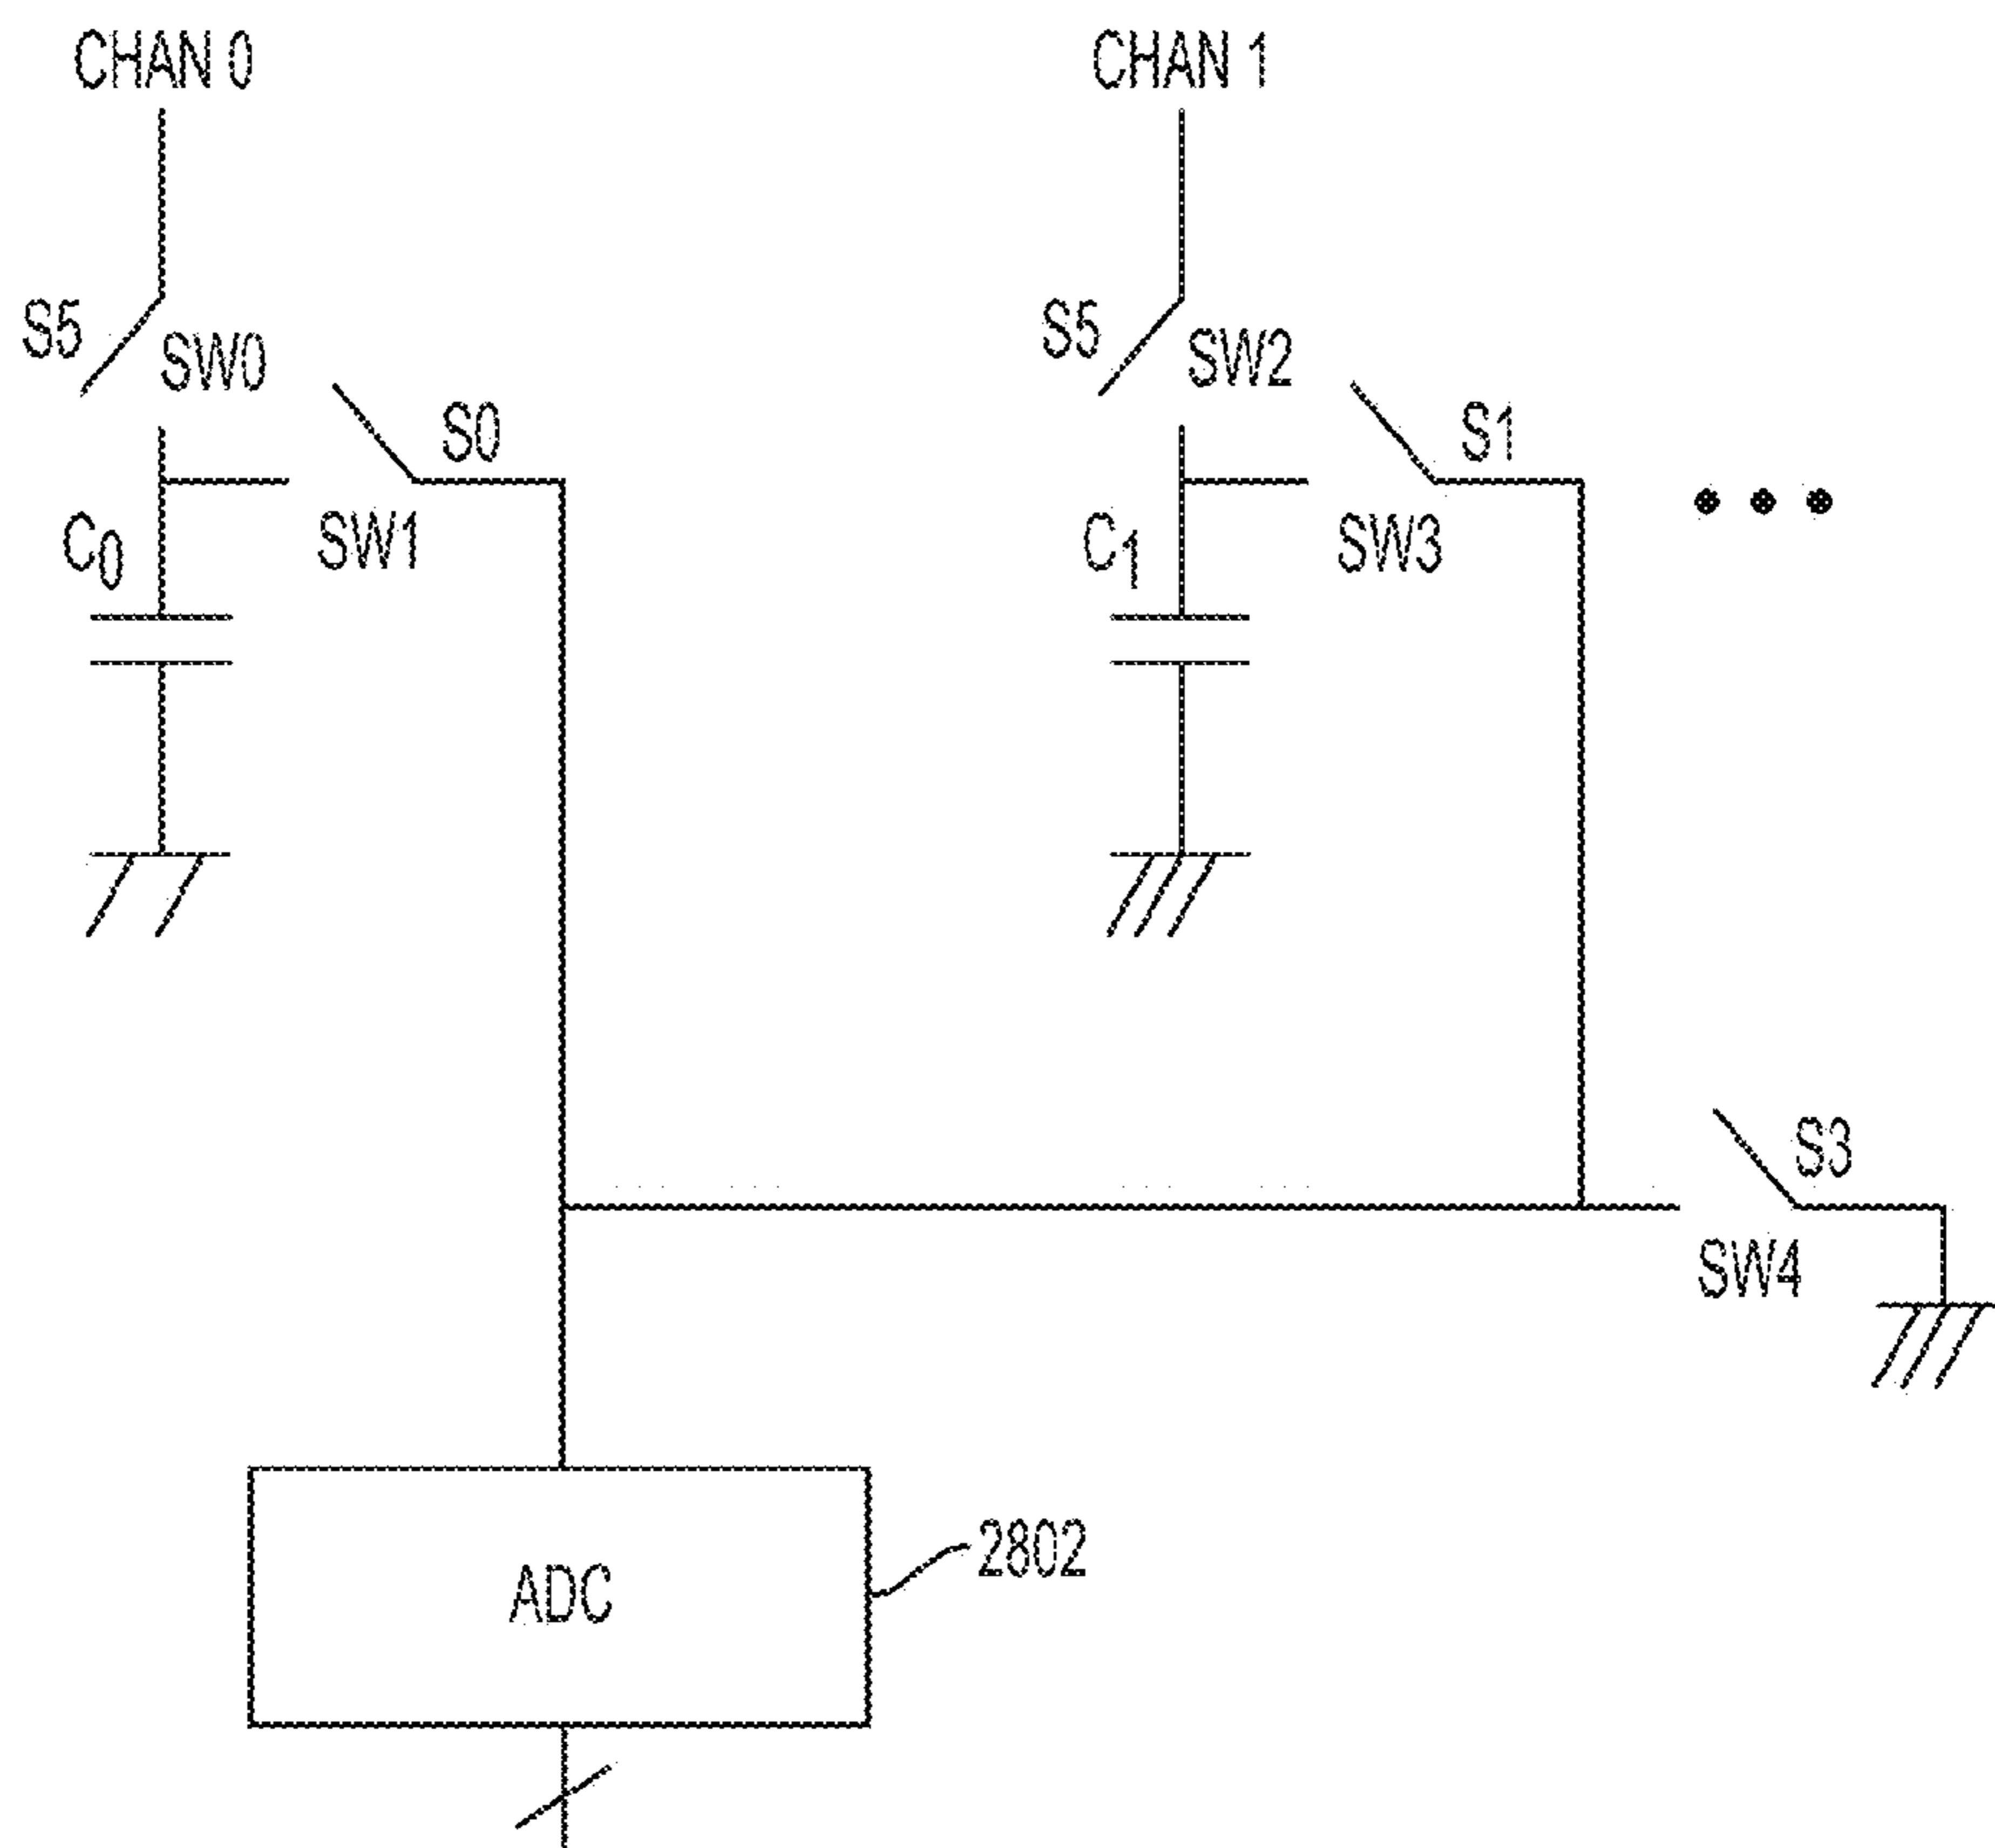 CHAN 0
CHAN 1
S5
SW0
S0
SW1
C0
S5
SW2
S1
SW3
C1
S3
SW4
ADC
2802